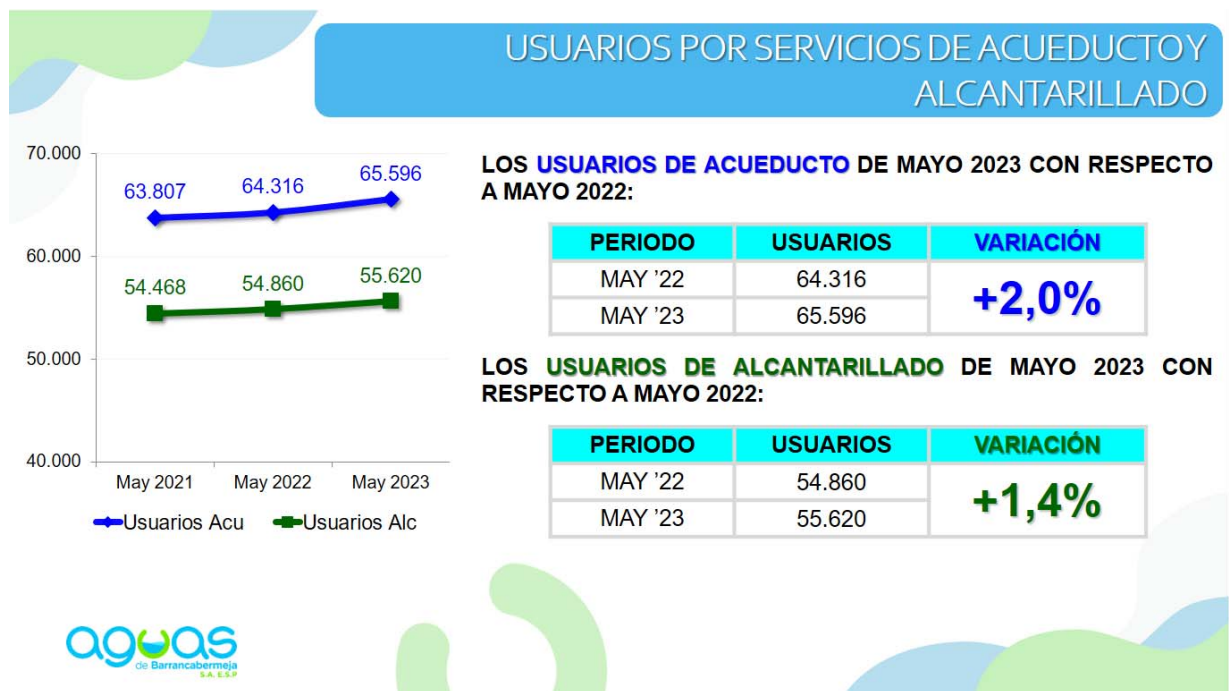 USUARIOS POR SERVICIOS DE ACUEDUCTO Y
ALCANTARILLADO
70.000
60.000
50.000
40.000
63.807
64.316
65.596
54.468
54.860
55.620
May 2021
May 2022
May 2023
Usuarios Acu
Usuarios Alc
LOS USUARIOS DE ACUEDUCTO DE MAYO 2023 CON RESPECTO
A MAYO 2022:
PERIODO USUARIOS VARIACIÓN
MAY ’22 64.316
+2,0%
MAY ’23 65.596
LOS USUARIOS DE ALCANTARILLADO DE MAYO 2023 CON
RESPECTO A MAYO 2022:
PERIODO USUARIOS VARIACIÓN
MAY ’22 54.860
+1,4%
MAY ’23 55.620
aguas
de Barrancabermeja
S.A. E.S.P